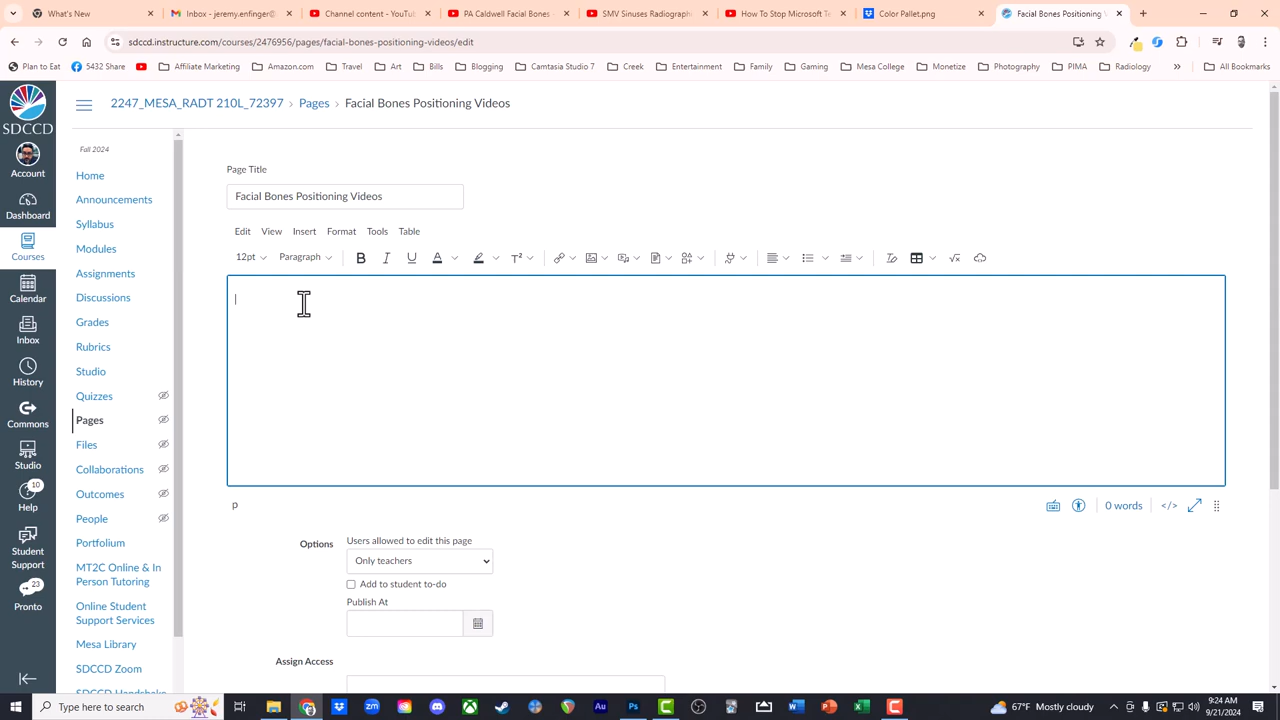 (307) jeremy.enfinger@
Channel content - YouTu
PA Caldwell Facial Bones
SMV Sinuses Radiograph
How To Stop Microsoft Te
Color Pallet.png
Facial Bones Positioning V
sdccd.instructure.com/courses/2476956/pages/facial-bones-positioning-videos/edit
Plan to Eat
5432 Share
Affiliate Marketing
Amazon.com
Travel
Art
Bills
Blogging
Camtasia Studio 7
Creek
Entertainment
Family
Gaming
Mesa College
Monetize
Photography
PIMA
Radiology
»
All Bookmarks
SDCCD
2247_MESA_RADT 210L_72397 › Pages › Facial Bones Positioning Videos
Account
Dashboard
Courses
Calendar
Inbox
History
Commons
Studio
10
Help
Student
Support
23
Pronto
Fall 2024
Home
Announcements
Syllabus
Modules
Assignments
Discussions
Grades
Rubrics
Studio
Quizzes
Pages
Files
Collaborations
Outcomes
People
Portfolium
MT2C Online & In
Person Tutoring
Online Student
Support Services
Mesa Library
SDCCD Zoom
SDCCD Handshake
Page Title
Facial Bones Positioning Videos
Edit View Insert Format Tools Table
12pt Paragraph B I U A T²
p
0 words </>
Options
Users allowed to edit this page
Only teachers
Add to student to-do
Publish At
Assign Access
Type here to search
67°F Mostly cloudy
9:24 AM
9/21/2024